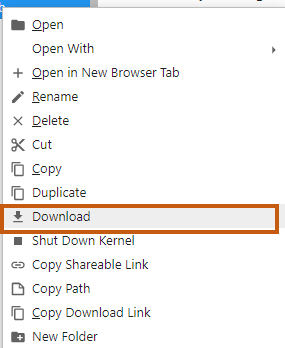 Open
Open With
Open in New Browser Tab
Rename
Delete
Cut
Copy
Duplicate
Download
Shut Down Kernel
Copy Shareable Link
Copy Path
Copy Download Link
New Folder